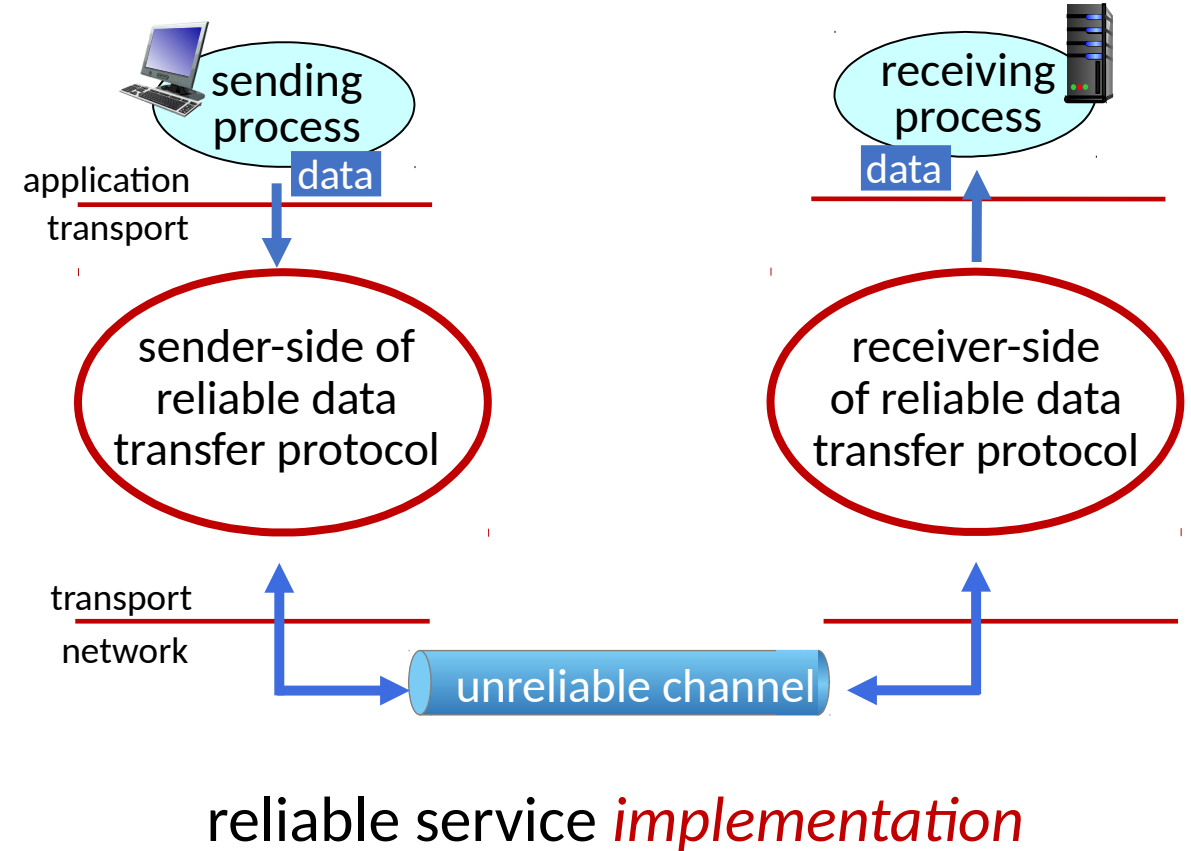 sending
process
data
application
transport
receiving
process
data
sender-side of
reliable data
transfer protocol
receiver-side
of reliable data
transfer protocol
transport
network
unreliable channel
reliable service implementation